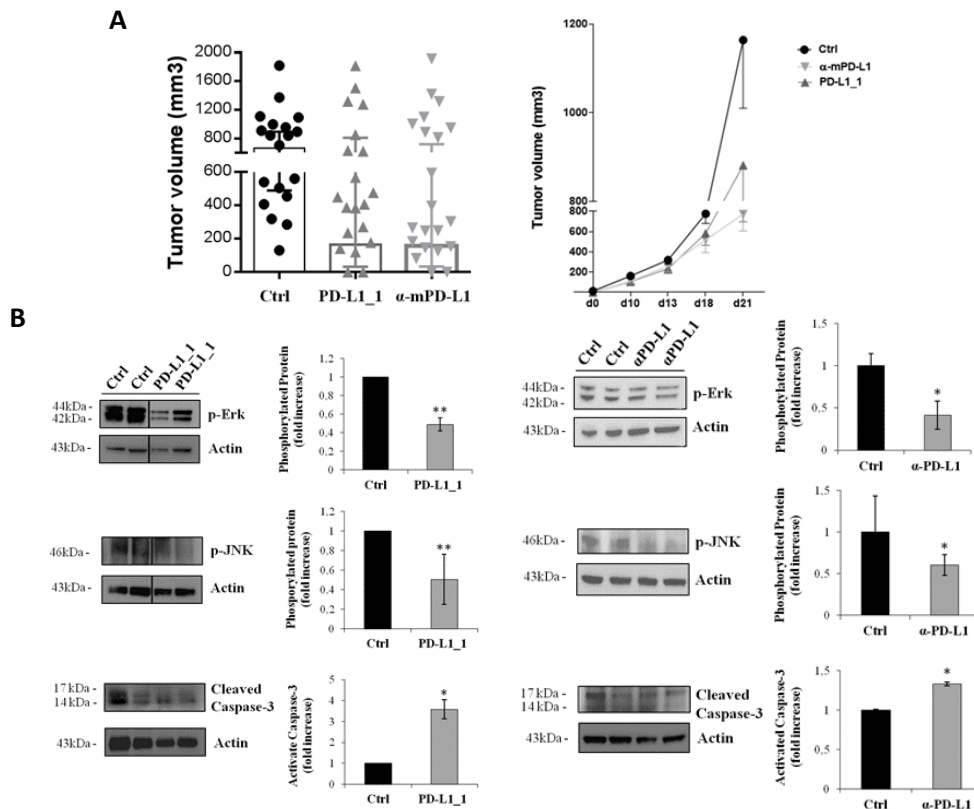 A
Tumor volume (mm3)
2000
1600
1200
800
600
400
200
0
Ctrl PD-L1_1 α-mPD-L1
Tumor volume (mm3)
1200
1000
800
800
600
400
200
d0 d10 d13 d18 d21
Ctrl
α-mPD-L1
PD-L1_1
B
Ctrl Ctrl PD-L1_1 PD-L1_1
44kDa -
42kDa -
p-Erk
43kDa -
Actin
Phosphorylated Protein
(fold increase)
1.2
1
0.8
0.6
0.4
0.2
0
**
Ctrl PD-L1_1
Ctrl Ctrl αPD-L1 αPD-L1
44kDa -
42kDa -
p-Erk
43kDa -
Actin
Phosphorylated Protein
(fold increase)
1,5
1
0,5
0
*
Ctrl α-PD-L1
46kDa -
p-JNK
43kDa -
Actin
Phosporylated protein
(fold increase)
1.2
1
0.8
0.6
0.4
0.2
0
**
Ctrl PD-L1_1
46kDa -
p-JNK
43kDa -
Actin
Phosphorylated Protein
(fold increase)
1,5
1
0,5
0
*
Ctrl α-PD-L1
17kDa -
14kDa -
Cleaved
Caspase-3
43kDa -
Actin
Activate Caspase-3
(fold increase)
5
4
3
2
1
0
*
Ctrl PD-L1_1
17kDa -
14kDa -
Cleaved
Caspase-3
43kDa -
Actin
Activated Caspase-3
(fold increase)
1,5
1
0,5
0
*
Ctrl α-PD-L1